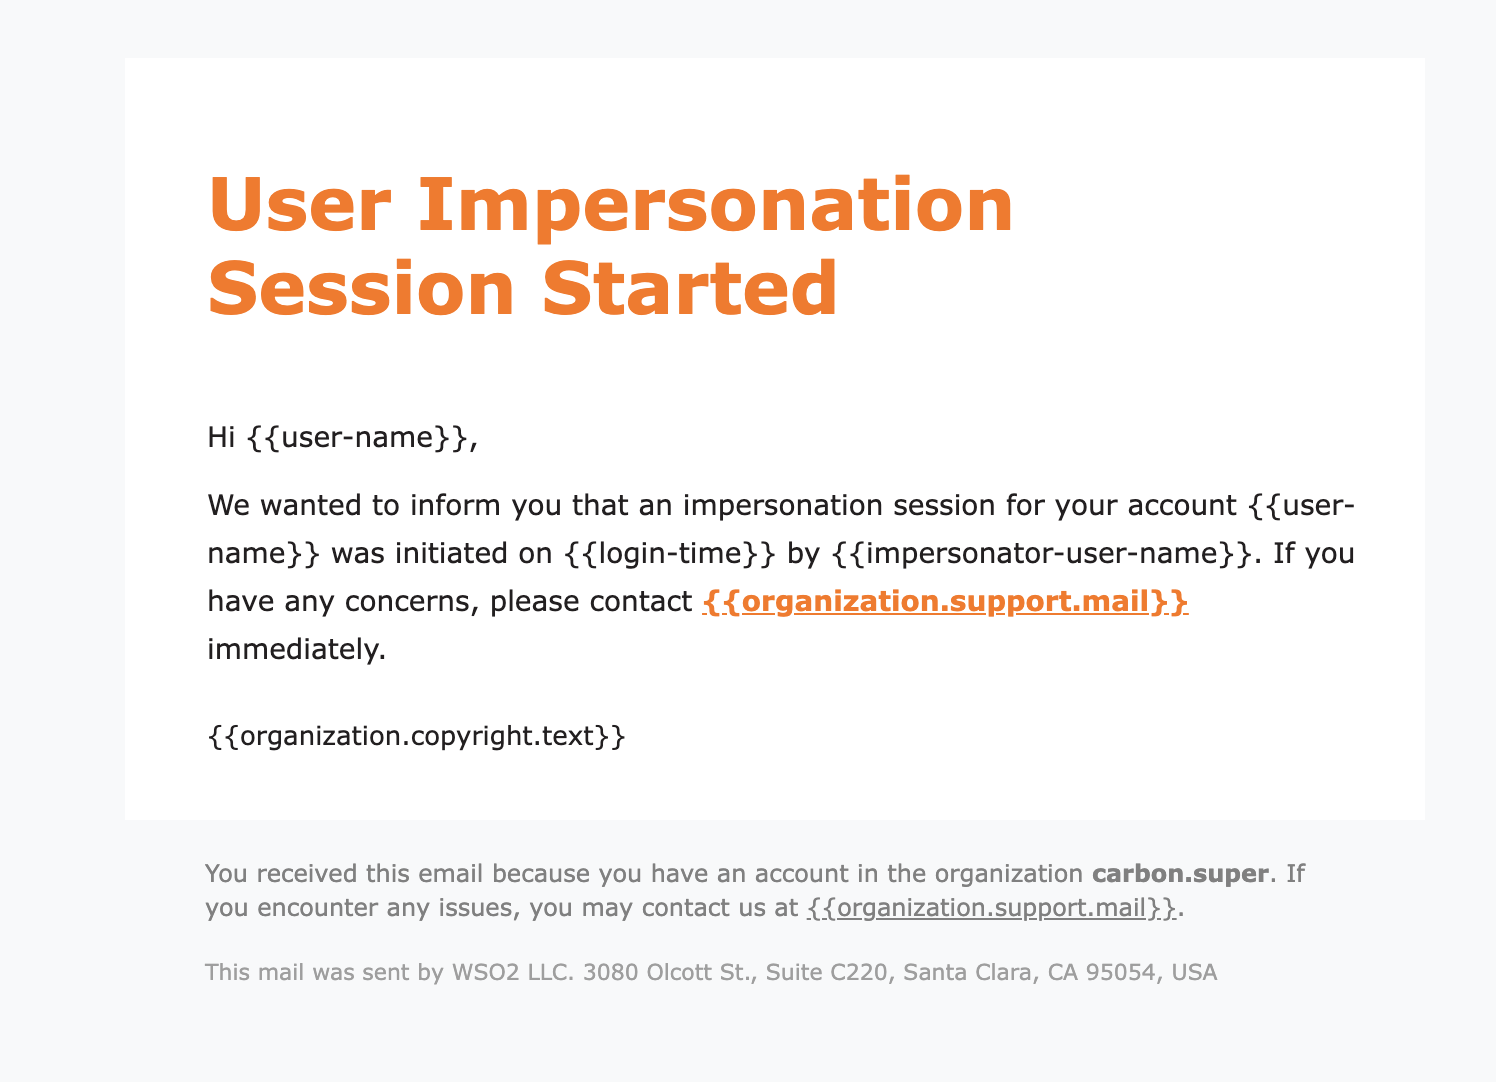 User Impersonation
Session Started
Hi {{user-name}},
We wanted to inform you that an impersonation session for your account {{user-
name}} was initiated on {{login-time}} by {{impersonator-user-name}}. If you
have any concerns, please contact {{organization.support.mail}}
immediately.
{{organization.copyright.text}}
You received this email because you have an account in the organization carbon.super. If
you encounter any issues, you may contact us at {{organization.support.mail}}.
This mail was sent by WSO2 LLC. 3080 Olcott St., Suite C220, Santa Clara, CA 95054, USA